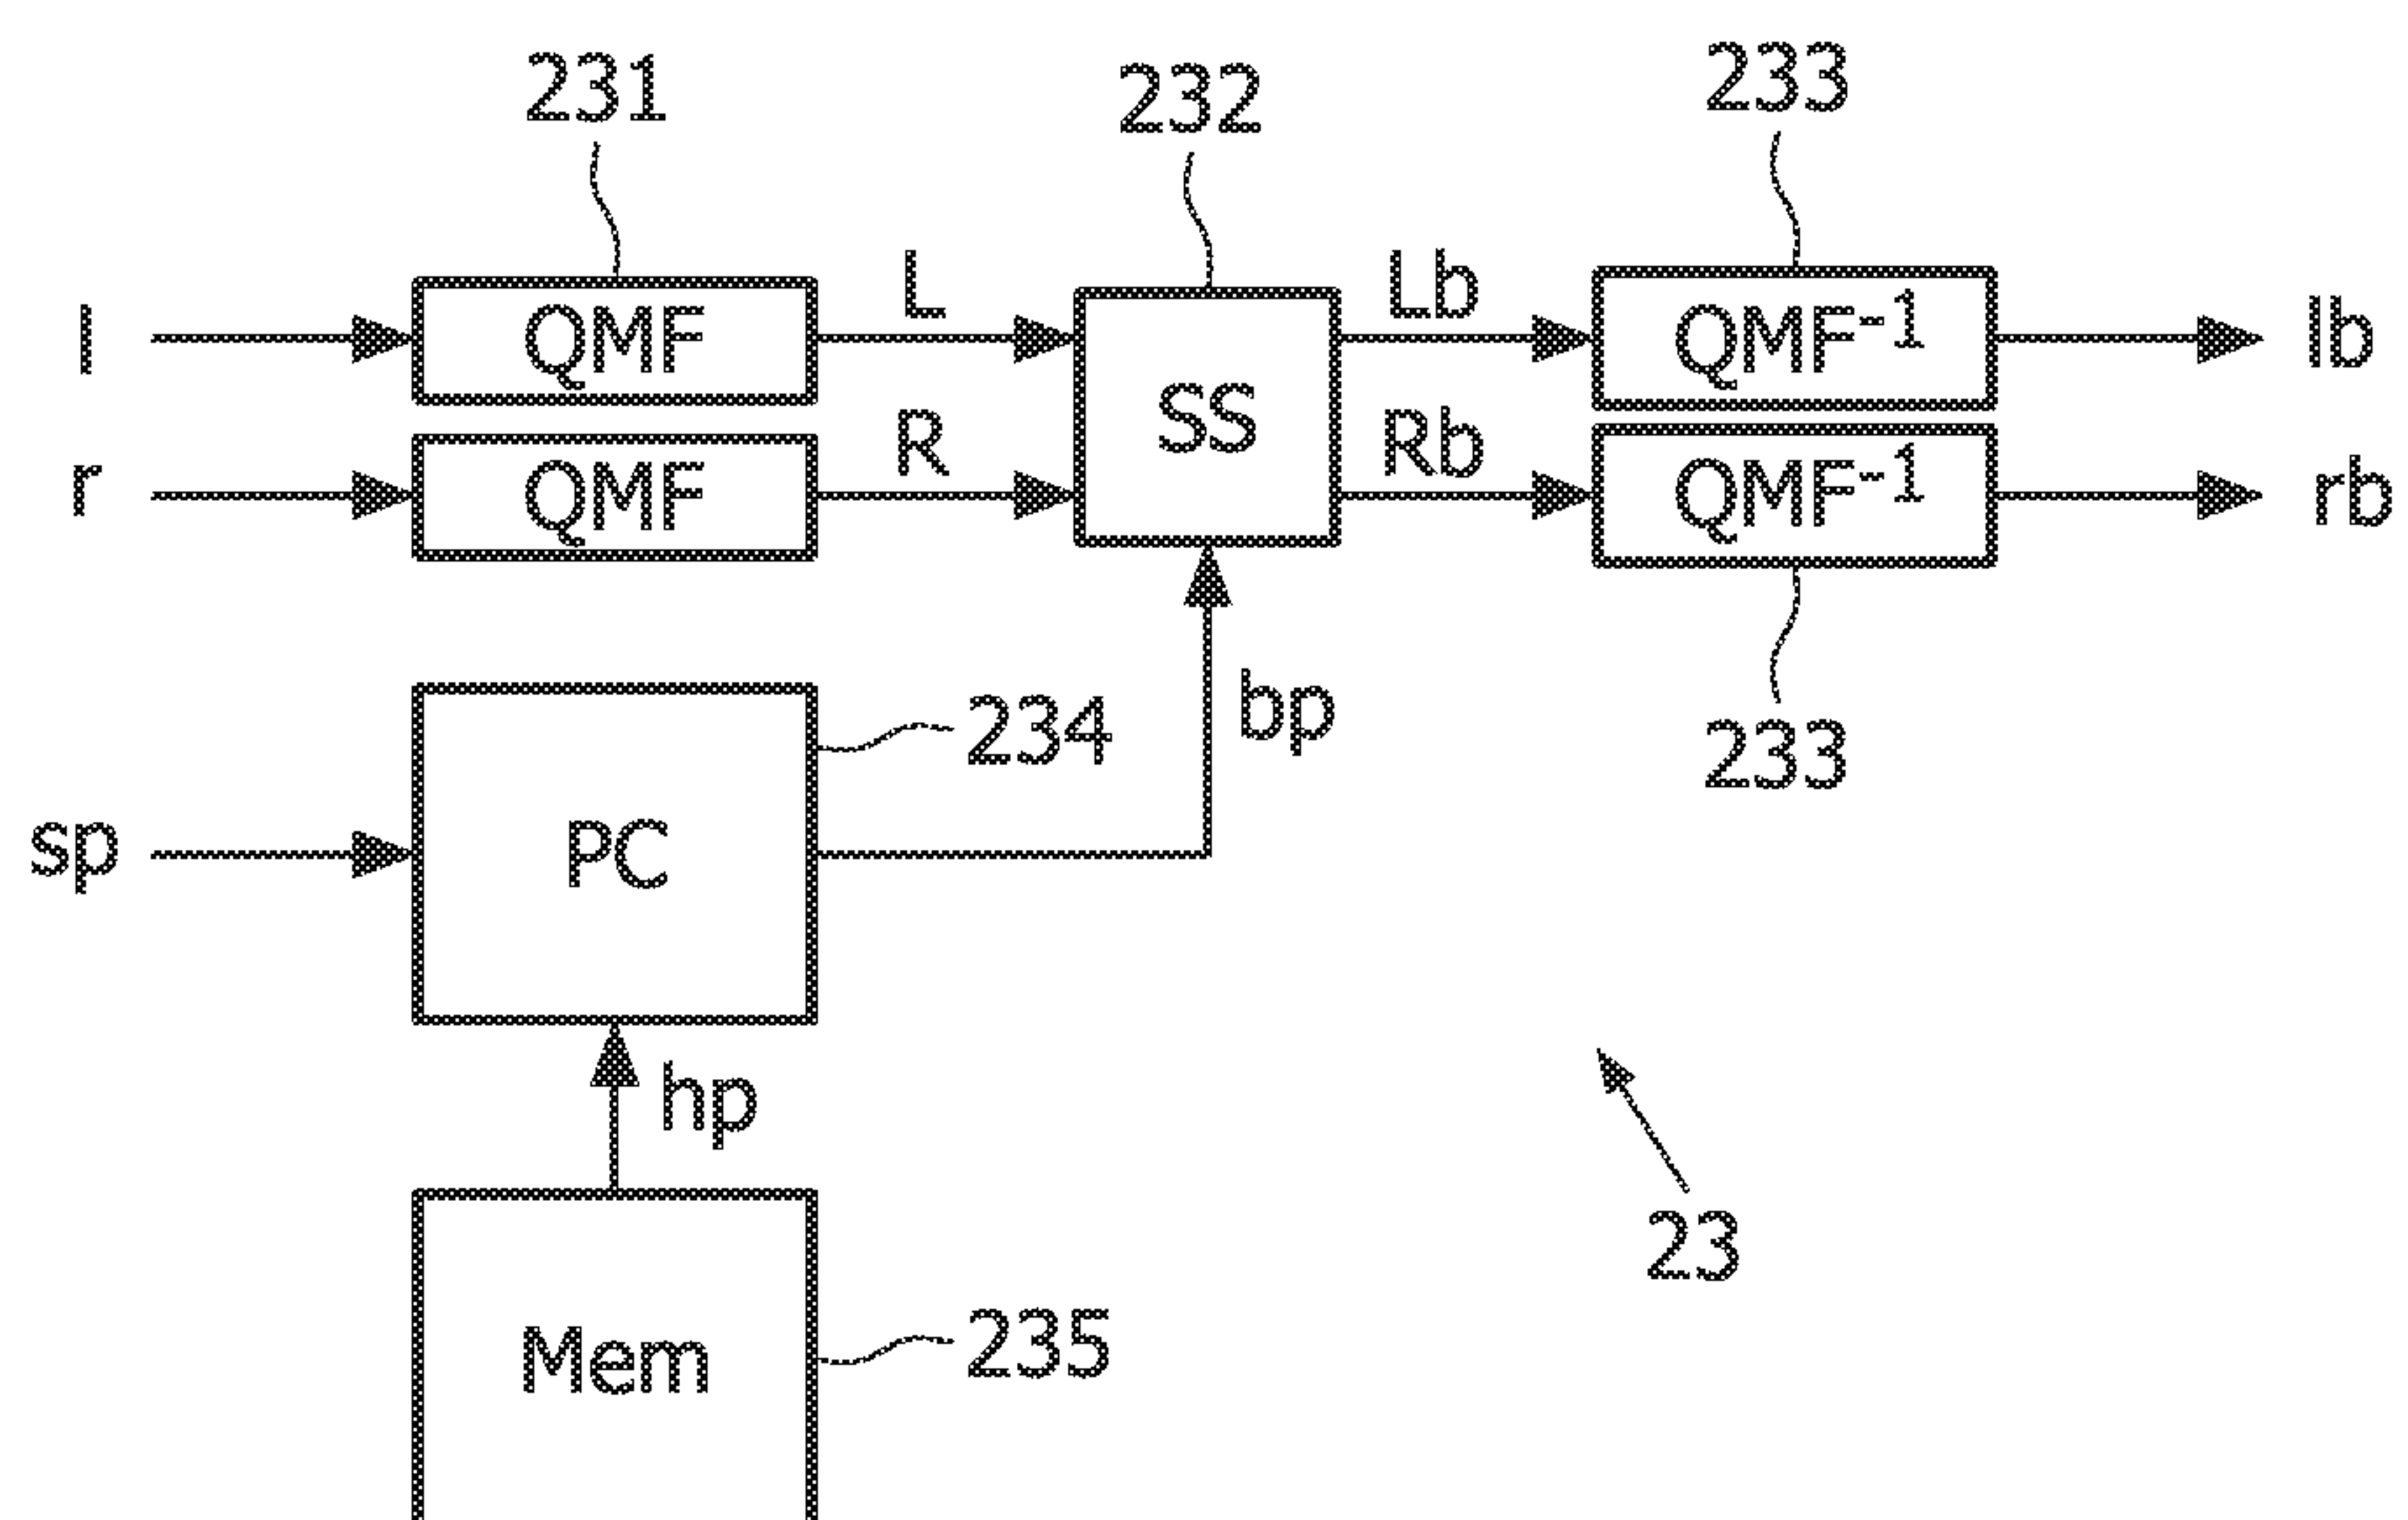 231 232 233
l QMF L SS Lb QMF-1 lb
r QMF R Rb QMF-1 rb
234 bp 233
sp PC
hp
23
Mem 235